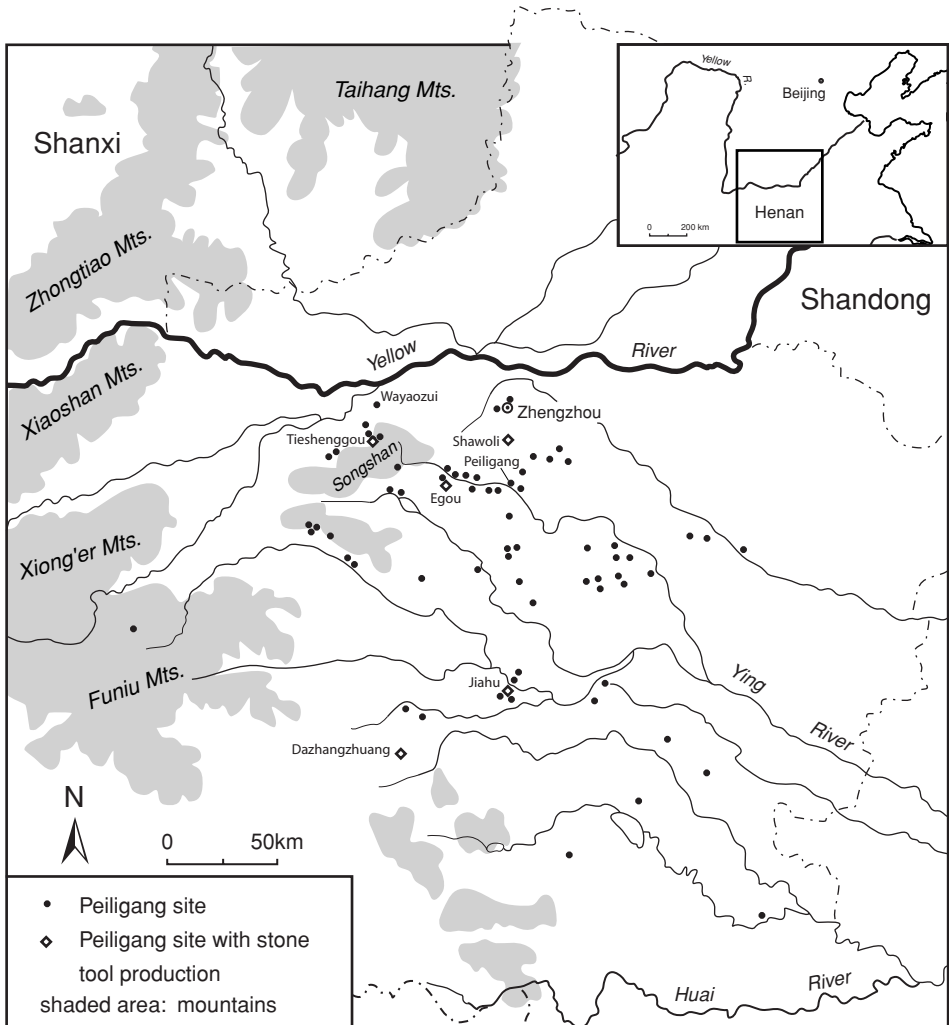 Taihang Mts.
Shanxi
Yellow
R.
Beijing
Henan
0 200 km
Zhongtiao Mts.
Shandong
Yellow River
Xiaoshan Mts.
Wayaozui
Zhengzhou
Tieshenggou
Shawoli
Songshan
Peiligang
Egou
Xiong'er Mts.
Funiu Mts.
Jiahu
Ying River
Dazhangzhuang
N
0 50km
Peiligang site
Peiligang site with stone
tool production
shaded area: mountains
Huai River